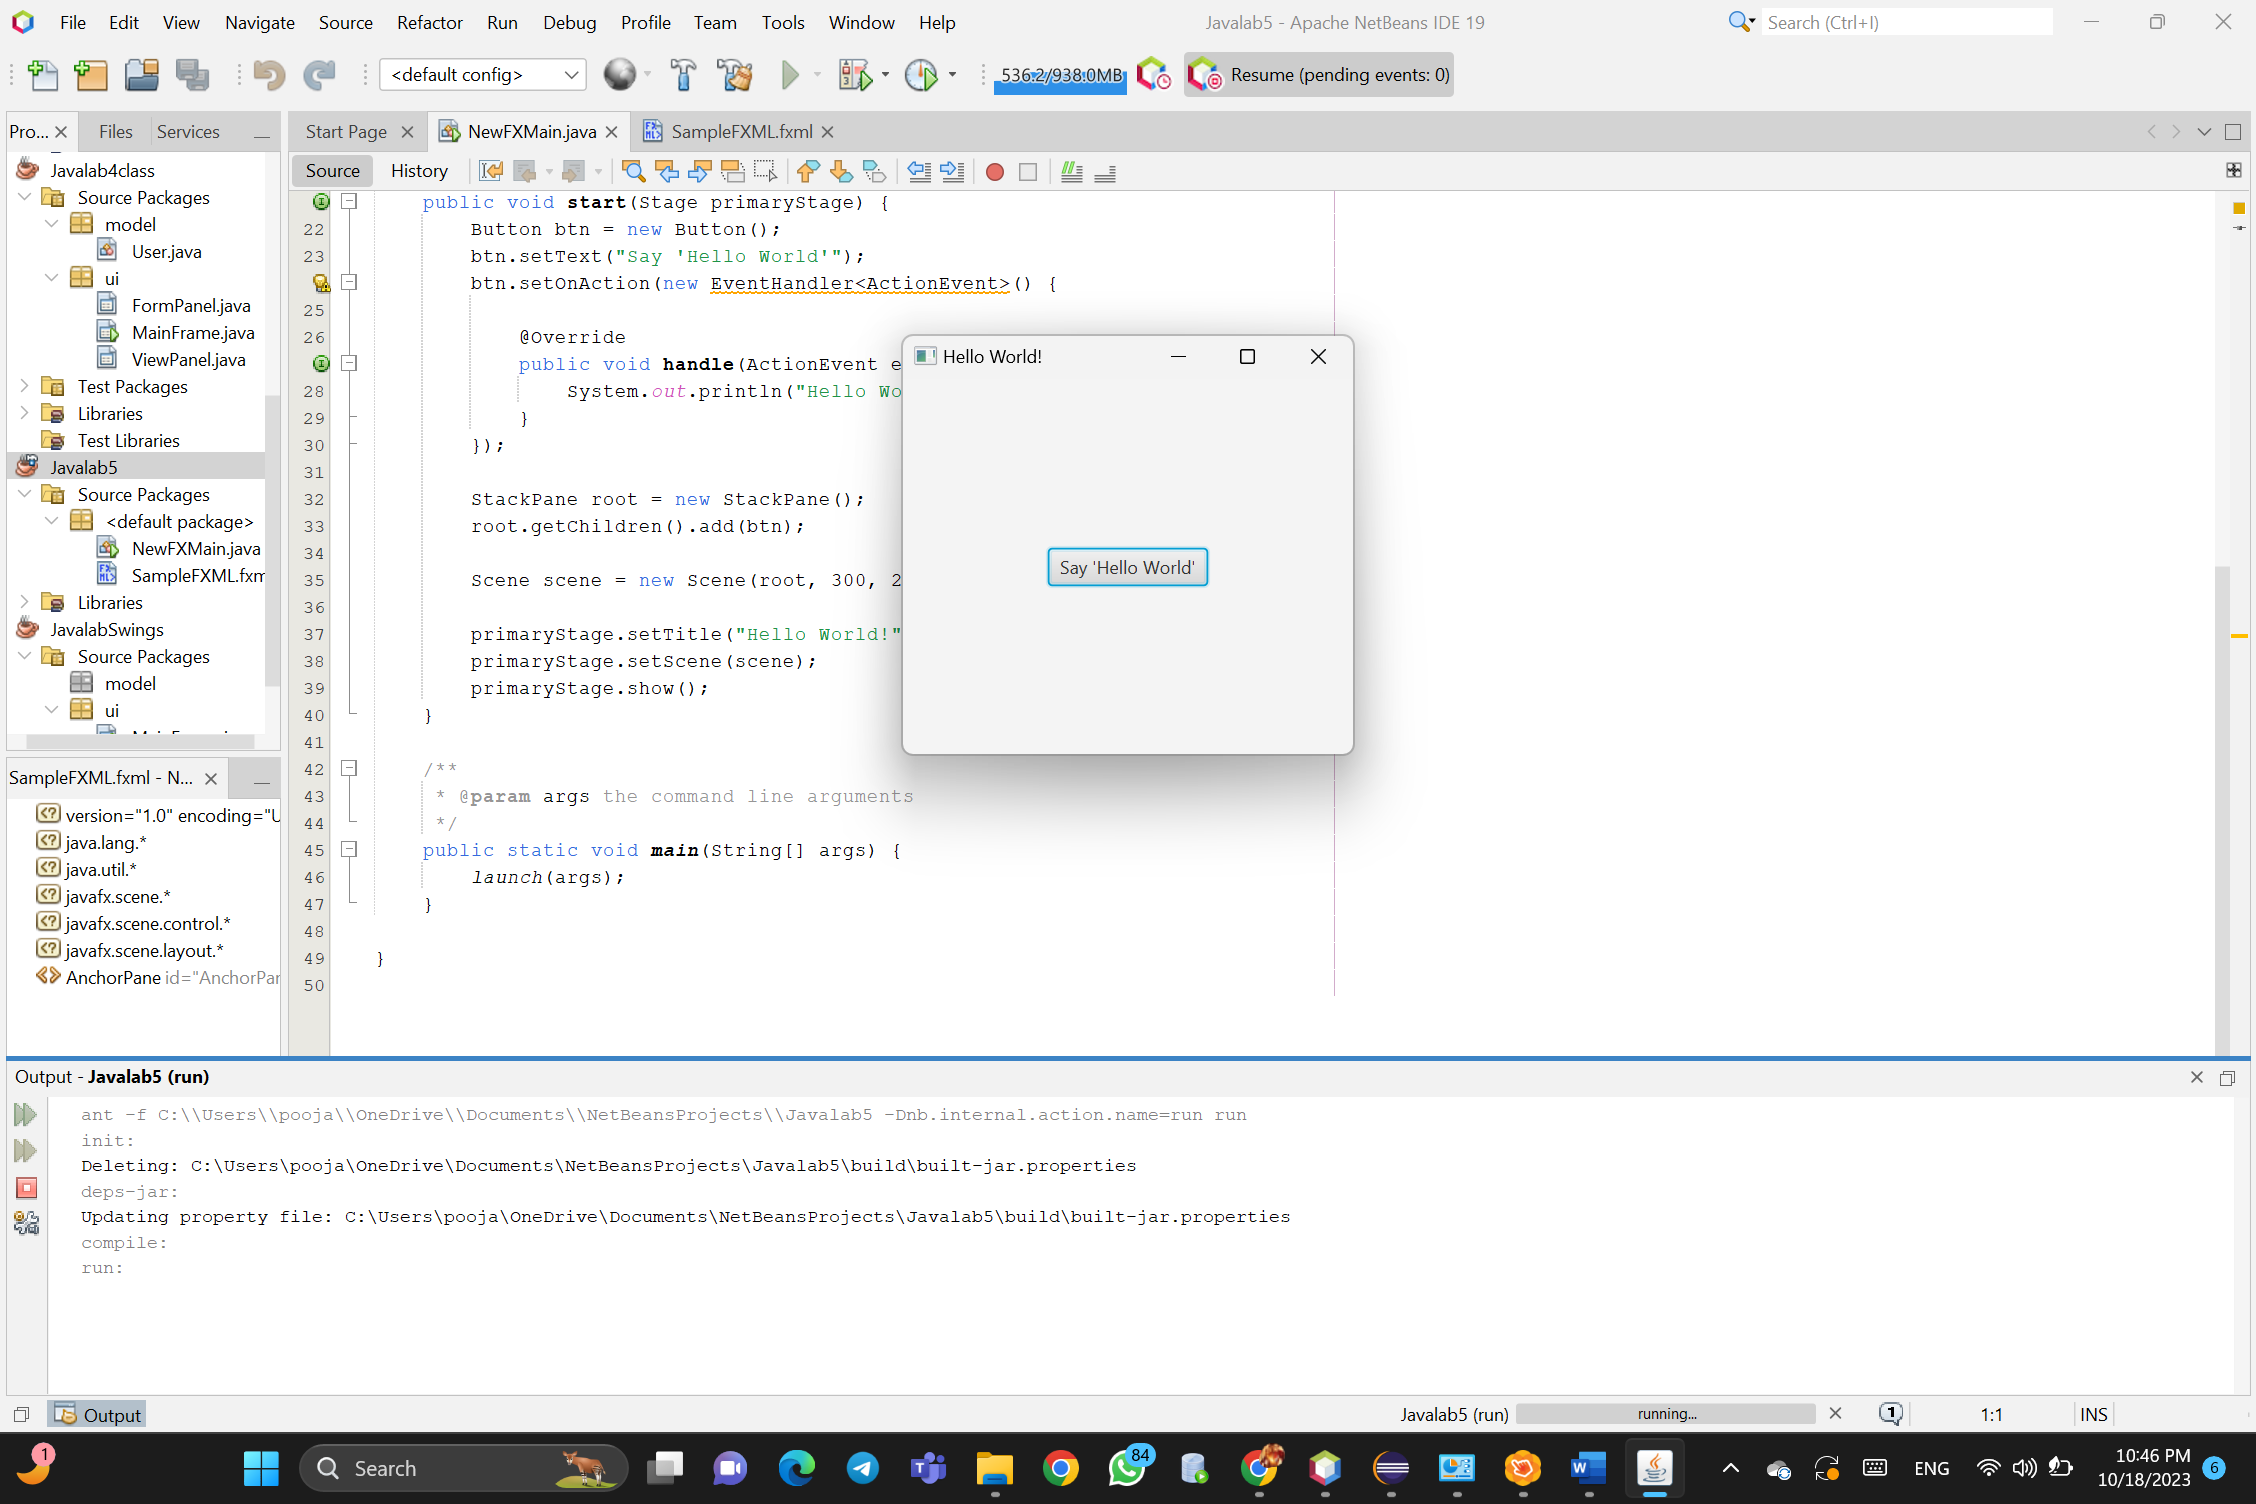 File Edit View Navigate Source Refactor Run Debug Profile Team Tools Window Help
Javalab5 - Apache NetBeans IDE 19
Search (Ctrl+I)
<default config>
536.2/938.0MB
Resume (pending events: 0)
Pro... Files Services
Start Page NewFXMain.java SampleFXML.fxml
Source History
Javalab4class
Source Packages
model
User.java
ui
FormPanel.java
MainFrame.java
ViewPanel.java
Test Packages
Libraries
Test Libraries
Javalab5
Source Packages
<default package>
NewFXMain.java
SampleFXML.fxm
Libraries
JavalabSwings
Source Packages
model
ui
SampleFXML.fxml - N...
version="1.0" encoding="U
java.lang.*
java.util.*
javafx.scene.*
javafx.scene.control.*
javafx.scene.layout.*
AnchorPane id="AnchorPar
public void start(Stage primaryStage) {
22 Button btn = new Button();
23 btn.setText("Say 'Hello World'");
btn.setOnAction(new EventHandler<ActionEvent>() {
25
26 @Override
public void handle(ActionEvent e
28 System.out.println("Hello Wo
29 }
30 });
31
32 StackPane root = new StackPane();
33 root.getChildren().add(btn);
34
35 Scene scene = new Scene(root, 300, 2
36
37 primaryStage.setTitle("Hello World!"
38 primaryStage.setScene(scene);
39 primaryStage.show();
40 }
41
42 /**
43 * @param args the command line arguments
44 */
45 public static void main(String[] args) {
46 launch(args);
47 }
48
49 }
50
Hello World!
Say 'Hello World'
Output - Javalab5 (run)
ant -f C:\\Users\\pooja\\OneDrive\\Documents\\NetBeansProjects\\Javalab5 -Dnb.internal.action.name=run run
init:
Deleting: C:\Users\pooja\OneDrive\Documents\NetBeansProjects\Javalab5\build\built-jar.properties
deps-jar:
Updating property file: C:\Users\pooja\OneDrive\Documents\NetBeansProjects\Javalab5\build\built-jar.properties
compile:
run:
Output
Javalab5 (run) running... 1 1:1 INS
1
Search
84
ENG
10:46 PM
10/18/2023
6